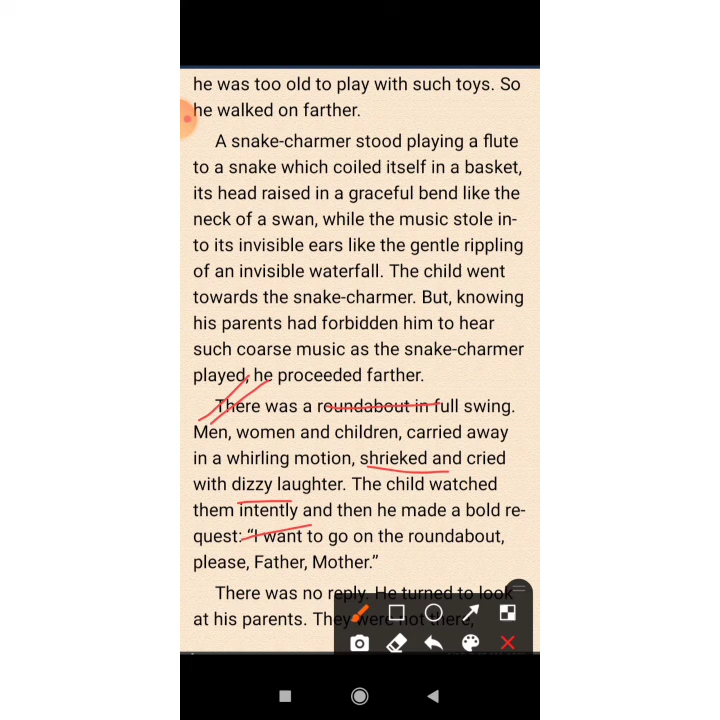 he was too old to play with such toys. So
he walked on farther.
A snake-charmer stood playing a flute
to a snake which coiled itself in a basket,
its head raised in a graceful bend like the
neck of a swan, while the music stole in-
to its invisible ears like the gentle rippling
of an invisible waterfall. The child went
towards the snake-charmer. But, knowing
his parents had forbidden him to hear
such coarse music as the snake-charmer
played, he proceeded farther.
There was a roundabout in full swing.
Men, women and children, carried away
in a whirling motion, shrieked and cried
with dizzy laughter. The child watched
them intently and then he made a bold re-
quest: “I want to go on the roundabout,
please, Father, Mother.”
There was no reply. He turned to look
at his parents. They were not there,